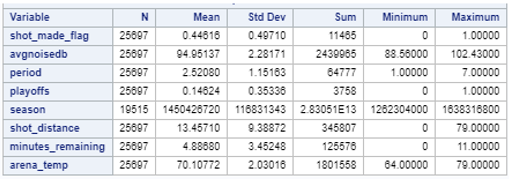 Variable N Mean Std Dev Sum Minimum Maximum
shot_made_flag 25697 0.44616 0.49710 11465 0 1.00000
avgnoisedb 25697 94.95137 2.28171 2439965 88.56000 102.43000
period 25697 2.52080 1.15163 64777 1.00000 7.00000
playoffs 25697 0.14624 0.35336 3758 0 1.00000
season 19515 1450426720 116831343 2.83051E13 1262304000 1638316800
shot_distance 25697 13.45710 9.38872 345807 0 79.00000
minutes_remaining 25697 4.88680 3.45248 125576 0 11.00000
arena_temp 25697 70.10772 2.03016 1801558 64.00000 79.00000